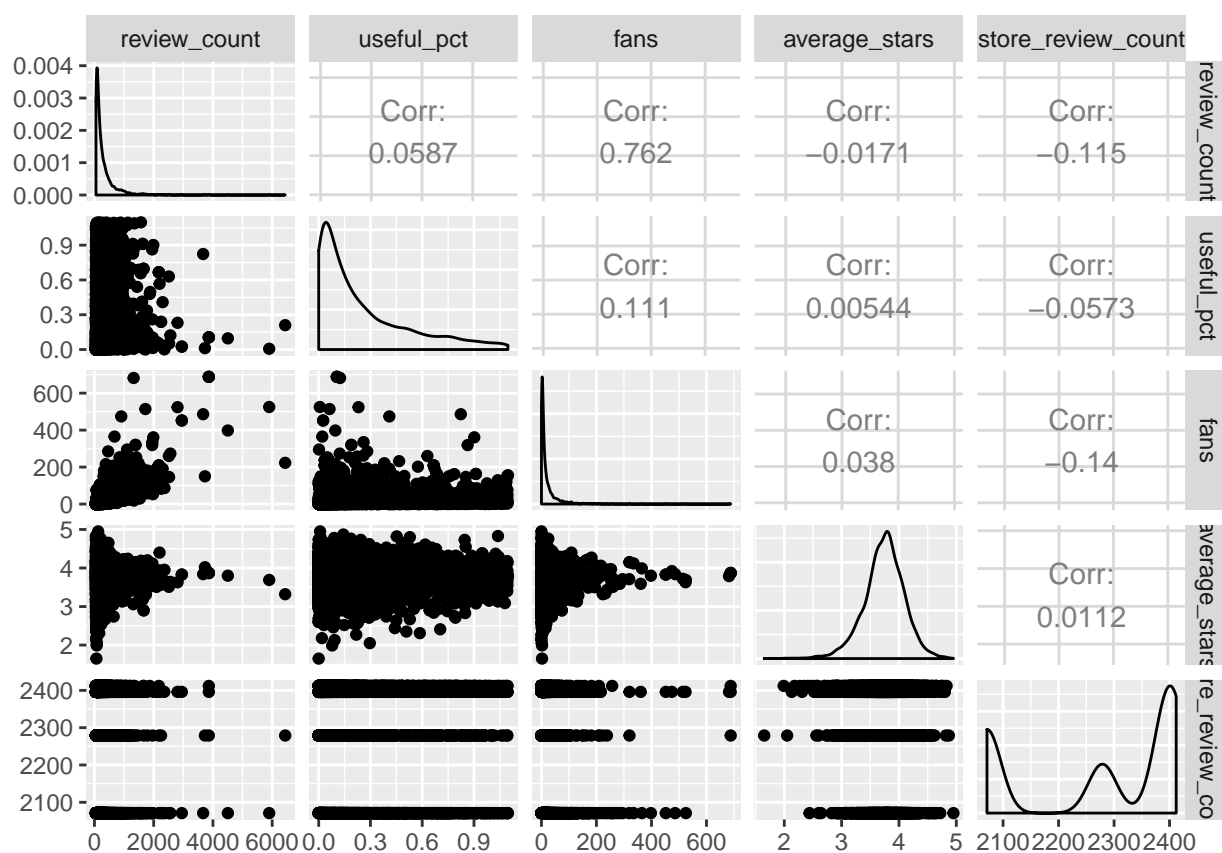 review_count useful_pct fans average_stars store_review_count
0.004
0.003
0.002
0.001
0.000
Corr:
0.0587
Corr:
0.762
Corr:
−0.0171
Corr:
−0.115
review_count
0.9
0.6
0.3
0.0
Corr:
0.111
Corr:
0.00544
Corr:
−0.0573
useful_pct
600
400
200
0
Corr:
0.038
Corr:
−0.14
fans
5
4
3
2
Corr:
0.0112
average_stars
2400
2300
2200
2100
re_review_co
0 2000 4000 6000 0.0 0.3 0.6 0.9 0 200 400 600 2 3 4 5 2100 2200 2300 2400